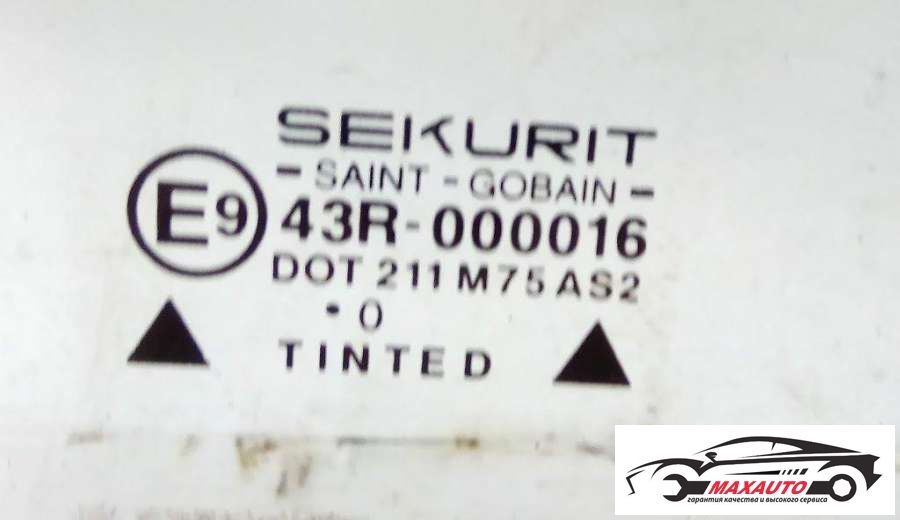 SEKURIT
- SAINT - GOBAIN -
E9
43R-000016
DOT 211 M75 AS2
· 0
TINTED
MAXAUTO
гарантия качества и высокого сервиса